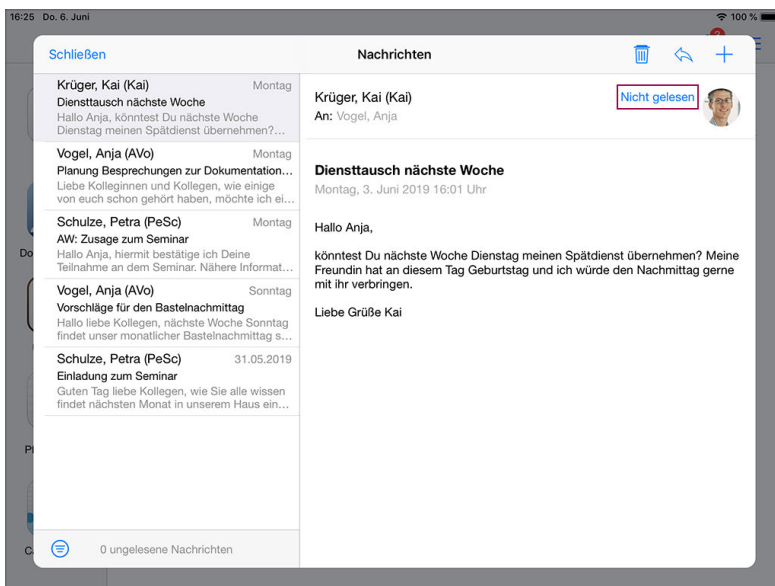 16:25 Do. 6. Juni
100 %
2
Schließen
Nachrichten
Krüger, Kai (Kai) Montag
Diensttausch nächste Woche
Hallo Anja, könntest Du nächste Woche
Dienstag meinen Spätdienst übernehmen?...
Vogel, Anja (AVo) Montag
Planung Besprechungen zur Dokumentation...
Liebe Kolleginnen und Kollegen, wie einige
von euch schon gehört haben, möchte ich ei...
Schulze, Petra (PeSc) Montag
AW: Zusage zum Seminar
Hallo Anja, hiermit bestätige ich Deine
Teilnahme an dem Seminar. Nähere Informat...
Vogel, Anja (AVo) Sonntag
Vorschläge für den Bastelnachmittag
Hallo liebe Kollegen, nächste Woche Sonntag
findet unser monatlicher Bastelnachmittag s...
Schulze, Petra (PeSc) 31.05.2019
Einladung zum Seminar
Guten Tag liebe Kollegen, wie Sie alle wissen
findet nächsten Monat in unserem Haus ein...
0 ungelesene Nachrichten
Krüger, Kai (Kai)
Nicht gelesen
An: Vogel, Anja
Diensttausch nächste Woche
Montag, 3. Juni 2019 16:01 Uhr
Hallo Anja,
könntest Du nächste Woche Dienstag meinen Spätdienst übernehmen? Meine
Freundin hat an diesem Tag Geburtstag und ich würde den Nachmittag gerne
mit ihr verbringen.
Liebe Grüße Kai